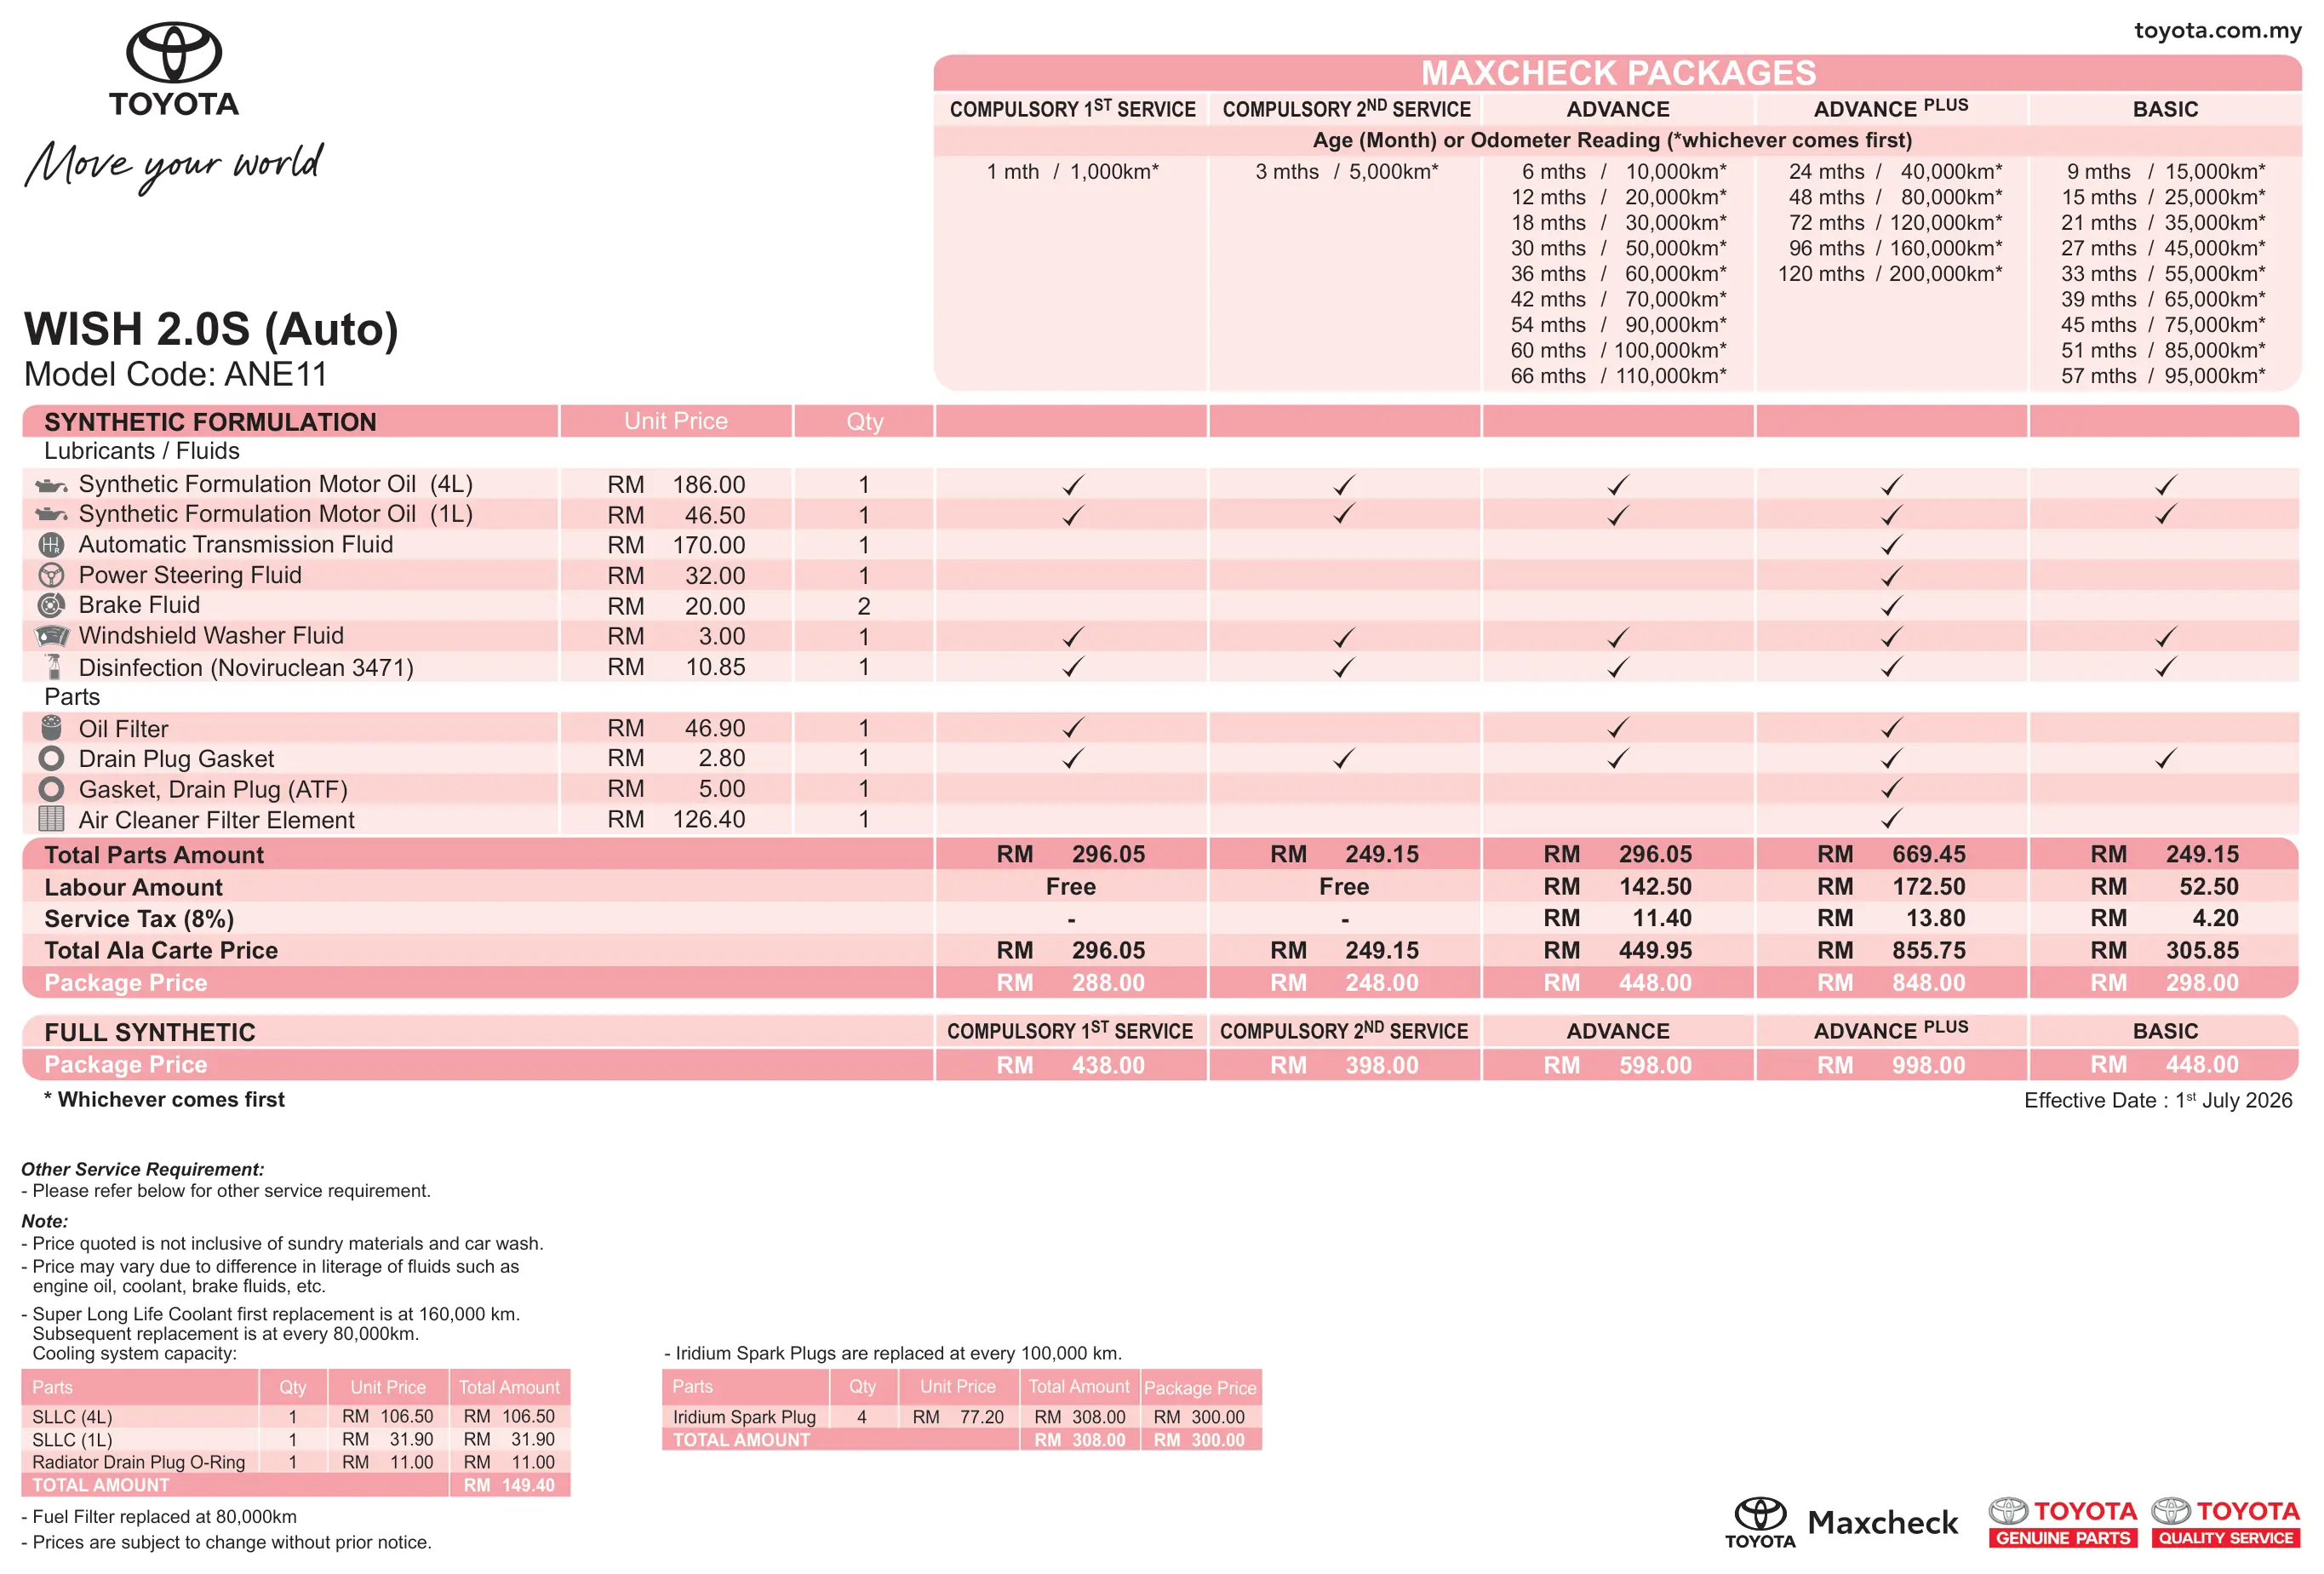 toyota.com.my
TOYOTA
Move your world
MAXCHECK PACKAGES
COMPULSORY 1ST SERVICE COMPULSORY 2ND SERVICE ADVANCE ADVANCE PLUS BASIC
Age (Month) or Odometer Reading (*whichever comes first)
1 mth / 1,000km* 3 mths / 5,000km* 6 mths / 10,000km* 24 mths / 40,000km* 9 mths / 15,000km*
12 mths / 20,000km* 48 mths / 80,000km* 15 mths / 25,000km*
18 mths / 30,000km* 72 mths / 120,000km* 21 mths / 35,000km*
30 mths / 50,000km* 96 mths / 160,000km* 27 mths / 45,000km*
36 mths / 60,000km* 120 mths / 200,000km* 33 mths / 55,000km*
42 mths / 70,000km* 39 mths / 65,000km*
54 mths / 90,000km* 45 mths / 75,000km*
60 mths / 100,000km* 51 mths / 85,000km*
66 mths / 110,000km* 57 mths / 95,000km*
WISH 2.0S (Auto)
Model Code: ANE11
SYNTHETIC FORMULATION Unit Price Qty
Lubricants / Fluids
Synthetic Formulation Motor Oil (4L) RM 186.00 1 ✓ ✓ ✓ ✓ ✓
Synthetic Formulation Motor Oil (1L) RM 46.50 1 ✓ ✓ ✓ ✓ ✓
Automatic Transmission Fluid RM 170.00 1 ✓
Power Steering Fluid RM 32.00 1 ✓
Brake Fluid RM 20.00 2 ✓
Windshield Washer Fluid RM 3.00 1 ✓ ✓ ✓ ✓ ✓
Disinfection (Noviruclean 3471) RM 10.85 1 ✓ ✓ ✓ ✓ ✓
Parts
Oil Filter RM 46.90 1 ✓ ✓ ✓
Drain Plug Gasket RM 2.80 1 ✓ ✓ ✓ ✓ ✓
Gasket, Drain Plug (ATF) RM 5.00 1 ✓
Air Cleaner Filter Element RM 126.40 1 ✓
Total Parts Amount RM 296.05 RM 249.15 RM 296.05 RM 669.45 RM 249.15
Labour Amount Free Free RM 142.50 RM 172.50 RM 52.50
Service Tax (8%) - - RM 11.40 RM 13.80 RM 4.20
Total Ala Carte Price RM 296.05 RM 249.15 RM 449.95 RM 855.75 RM 305.85
Package Price RM 288.00 RM 248.00 RM 448.00 RM 848.00 RM 298.00
FULL SYNTHETIC COMPULSORY 1ST SERVICE COMPULSORY 2ND SERVICE ADVANCE ADVANCE PLUS BASIC
Package Price RM 438.00 RM 398.00 RM 598.00 RM 998.00 RM 448.00
* Whichever comes first
Effective Date : 1st July 2026
Other Service Requirement:
- Please refer below for other service requirement.
Note:
- Price quoted is not inclusive of sundry materials and car wash.
- Price may vary due to difference in literage of fluids such as
engine oil, coolant, brake fluids, etc.
- Super Long Life Coolant first replacement is at 160,000 km.
Subsequent replacement is at every 80,000km.
Cooling system capacity:
Parts Qty Unit Price Total Amount
SLLC (4L) 1 RM 106.50 RM 106.50
SLLC (1L) 1 RM 31.90 RM 31.90
Radiator Drain Plug O-Ring 1 RM 11.00 RM 11.00
TOTAL AMOUNT RM 149.40
- Iridium Spark Plugs are replaced at every 100,000 km.
Parts Qty Unit Price Total Amount Package Price
Iridium Spark Plug 4 RM 77.20 RM 308.00 RM 300.00
TOTAL AMOUNT RM 308.00 RM 300.00
- Fuel Filter replaced at 80,000km
- Prices are subject to change without prior notice.
TOYOTA Maxcheck
TOYOTA
GENUINE PARTS
TOYOTA
QUALITY SERVICE